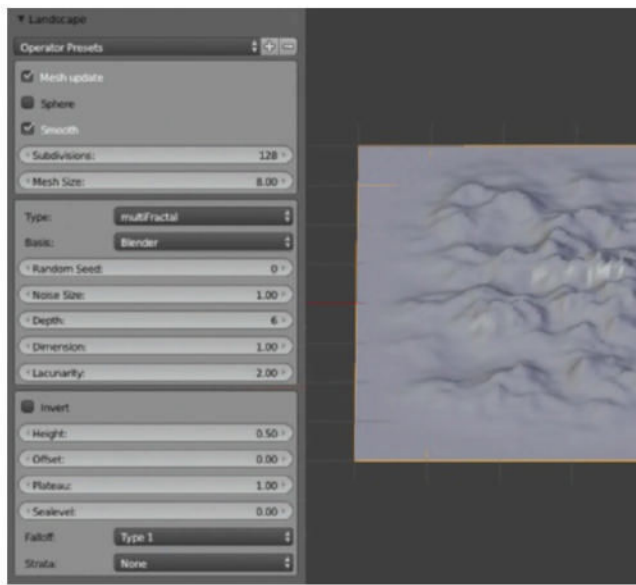 Landscape
Operator Presets
Mesh update
Sphere
Smooth
Subdivisions: 128
Mesh Size: 8.00
Type: multiFractal
Basis: Blender
Random Seed: 0
Noise Size: 1.00
Depth: 6
Dimension: 1.00
Lacunarity: 2.00
Invert
Height: 0.50
Offset: 0.00
Plateau: 1.00
Sealevel: 0.00
Falloff: Type 1
Strata: None